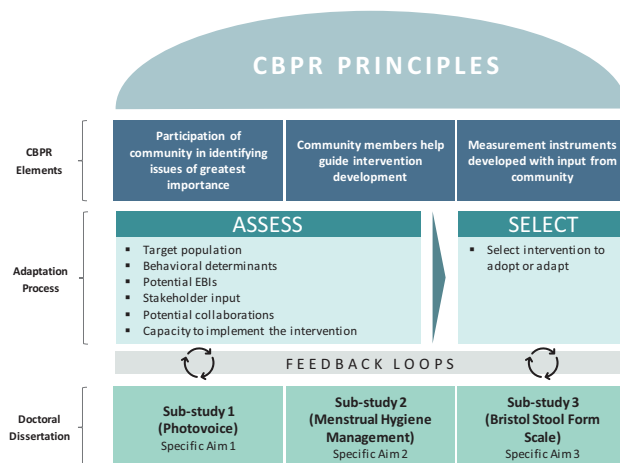 CBPR PRINCIPLES
CBPR
Elements
Participation of
community in identifying
issues of greatest
importance
Community members help
guide intervention
development
Measurement instruments
developed with input from
community
Adaptation
Process
ASSESS
▪ Target population
▪ Behavioral determinants
▪ Potential EBIs
▪ Stakeholder input
▪ Potential collaborations
▪ Capacity to implement the intervention
SELECT
▪ Select intervention to
adopt or adapt
FEEDBACK LOOPS
Doctoral
Dissertation
Sub-study 1
(Photovoice)
Specific Aim 1
Sub-study 2
(Menstrual Hygiene
Management)
Specific Aim 2
Sub-study 3
(Bristol Stool Form
Scale)
Specific Aim 3